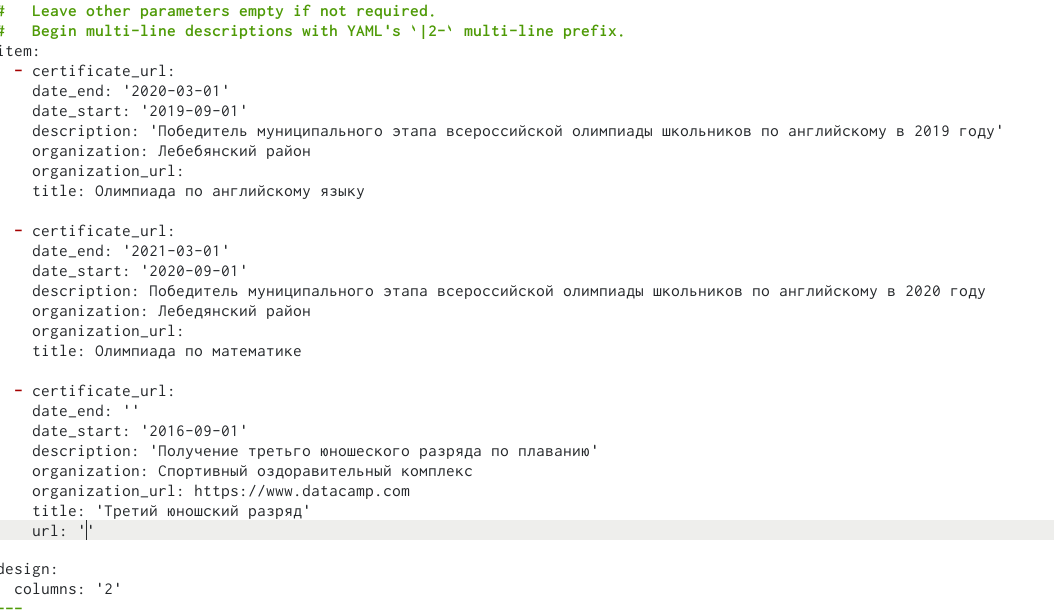 #   Leave other parameters empty if not required.
#   Begin multi-line descriptions with YAML's `|2-` multi-line prefix.
item:
  - certificate_url:
    date_end: '2020-03-01'
    date_start: '2019-09-01'
    description: 'Победитель муниципального этапа всероссийской олимпиады школьников по английскому в 2019 году'
    organization: Лебебянский район
    organization_url:
    title: Олимпиада по английскому языку

  - certificate_url:
    date_end: '2021-03-01'
    date_start: '2020-09-01'
    description: Победитель муниципального этапа всероссийской олимпиады школьников по английскому в 2020 году
    organization: Лебедянский район
    organization_url:
    title: Олимпиада по математике

  - certificate_url:
    date_end: ''
    date_start: '2016-09-01'
    description: 'Получение третьго юношеского разряда по плаванию'
    organization: Спортивный оздоравительный комплекс
    organization_url: https://www.datacamp.com
    title: 'Третий юношский разряд'
    url: ''

design:
  columns: '2'
---